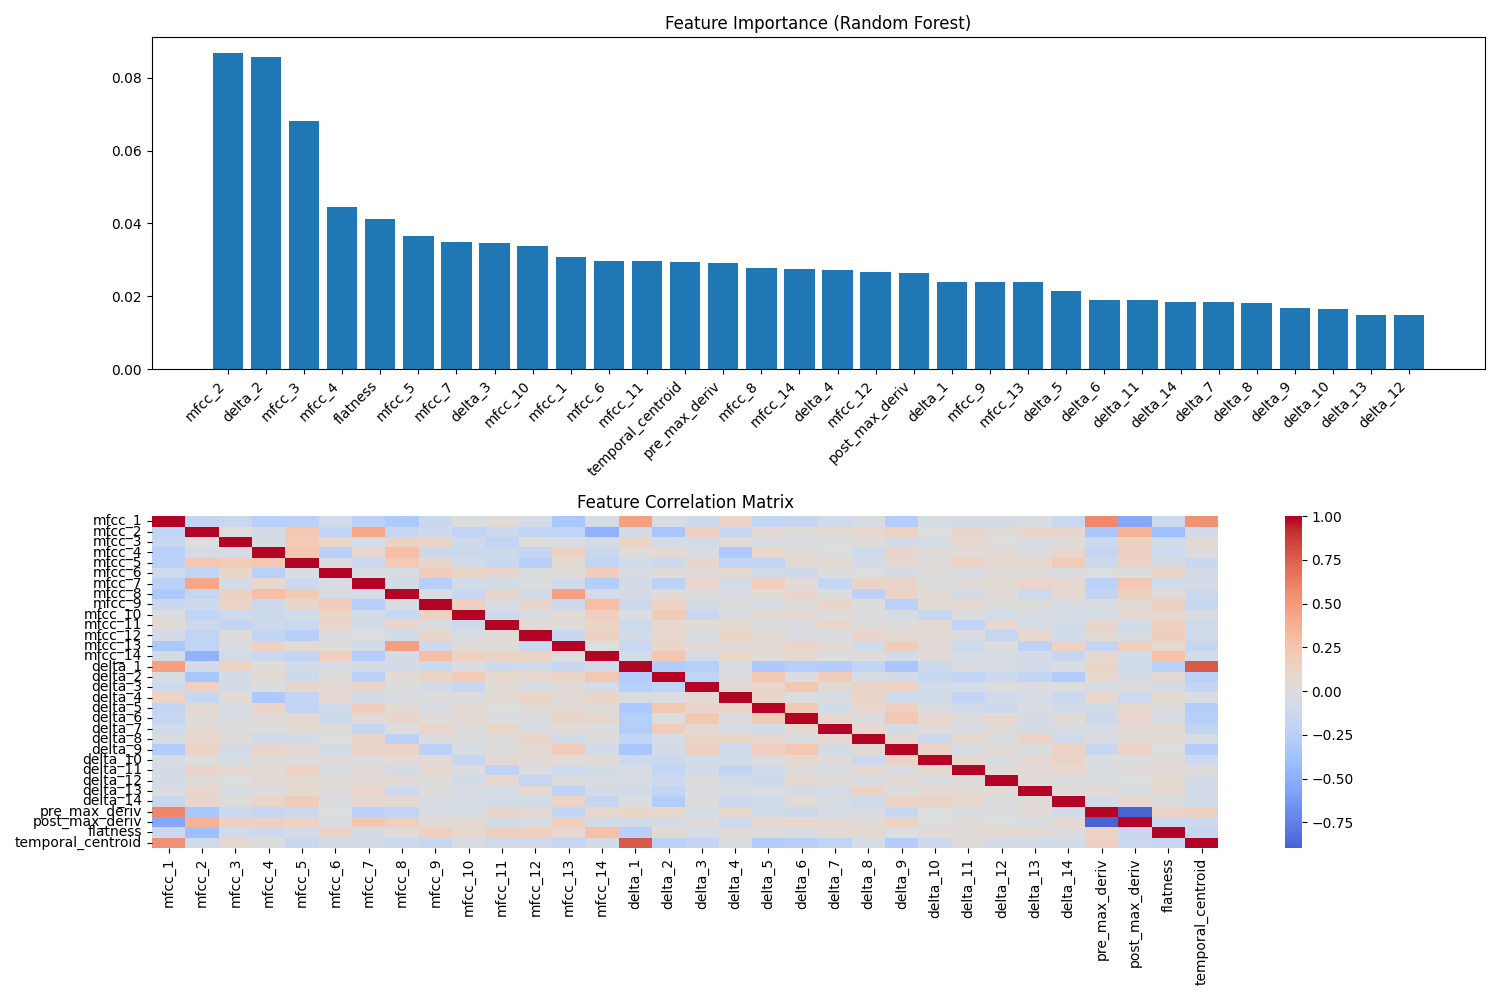 Feature Importance (Random Forest)
0.08
0.06
0.04
0.02
0.00
mfcc_2
delta_2
mfcc_3
mfcc_4
flatness
mfcc_5
mfcc_7
delta_3
mfcc_10
mfcc_1
mfcc_6
mfcc_11
temporal_centroid
pre_max_deriv
mfcc_8
mfcc_14
delta_4
mfcc_12
post_max_deriv
delta_1
mfcc_9
mfcc_13
delta_5
delta_6
delta_11
delta_14
delta_7
delta_8
delta_9
delta_10
delta_13
delta_12
Feature Correlation Matrix
mfcc_1
mfcc_2
mfcc_3
mfcc_4
mfcc_5
mfcc_6
mfcc_7
mfcc_8
mfcc_9
mfcc_10
mfcc_11
mfcc_12
mfcc_13
mfcc_14
delta_1
delta_2
delta_3
delta_4
delta_5
delta_6
delta_7
delta_8
delta_9
delta_10
delta_11
delta_12
delta_13
delta_14
pre_max_deriv
post_max_deriv
flatness
temporal_centroid
mfcc_1
mfcc_2
mfcc_3
mfcc_4
mfcc_5
mfcc_6
mfcc_7
mfcc_8
mfcc_9
mfcc_10
mfcc_11
mfcc_12
mfcc_13
mfcc_14
delta_1
delta_2
delta_3
delta_4
delta_5
delta_6
delta_7
delta_8
delta_9
delta_10
delta_11
delta_12
delta_13
delta_14
pre_max_deriv
post_max_deriv
flatness
temporal_centroid
1.00
0.75
0.50
0.25
0.00
−0.25
−0.50
−0.75